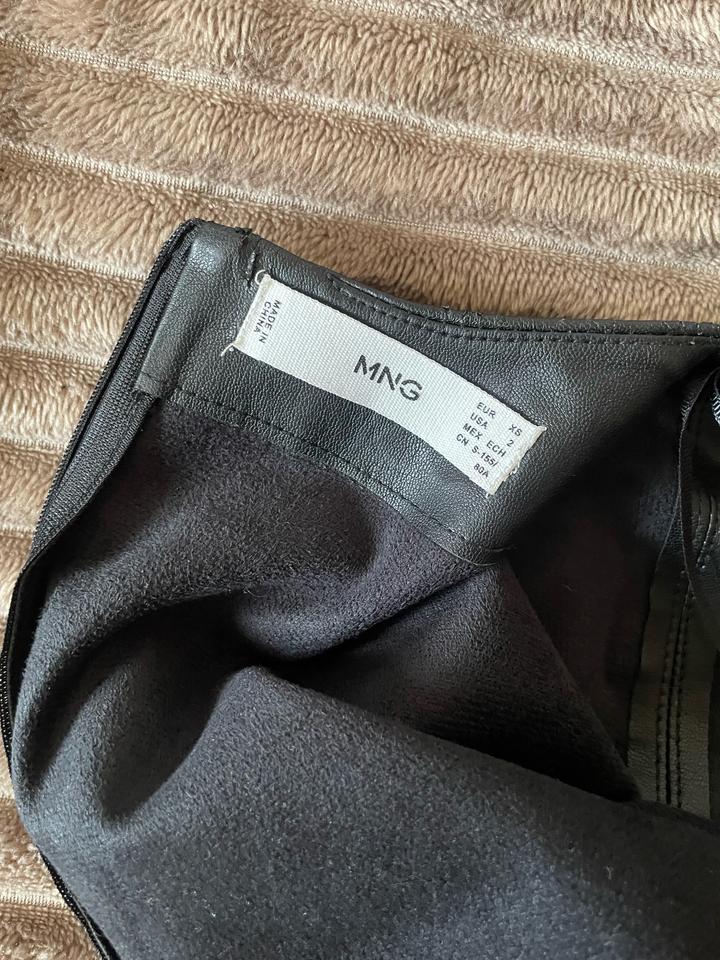 MADE IN
CHINA
MNG
EUR XS
USA 2
MEX ECH
CN S-155/
80A